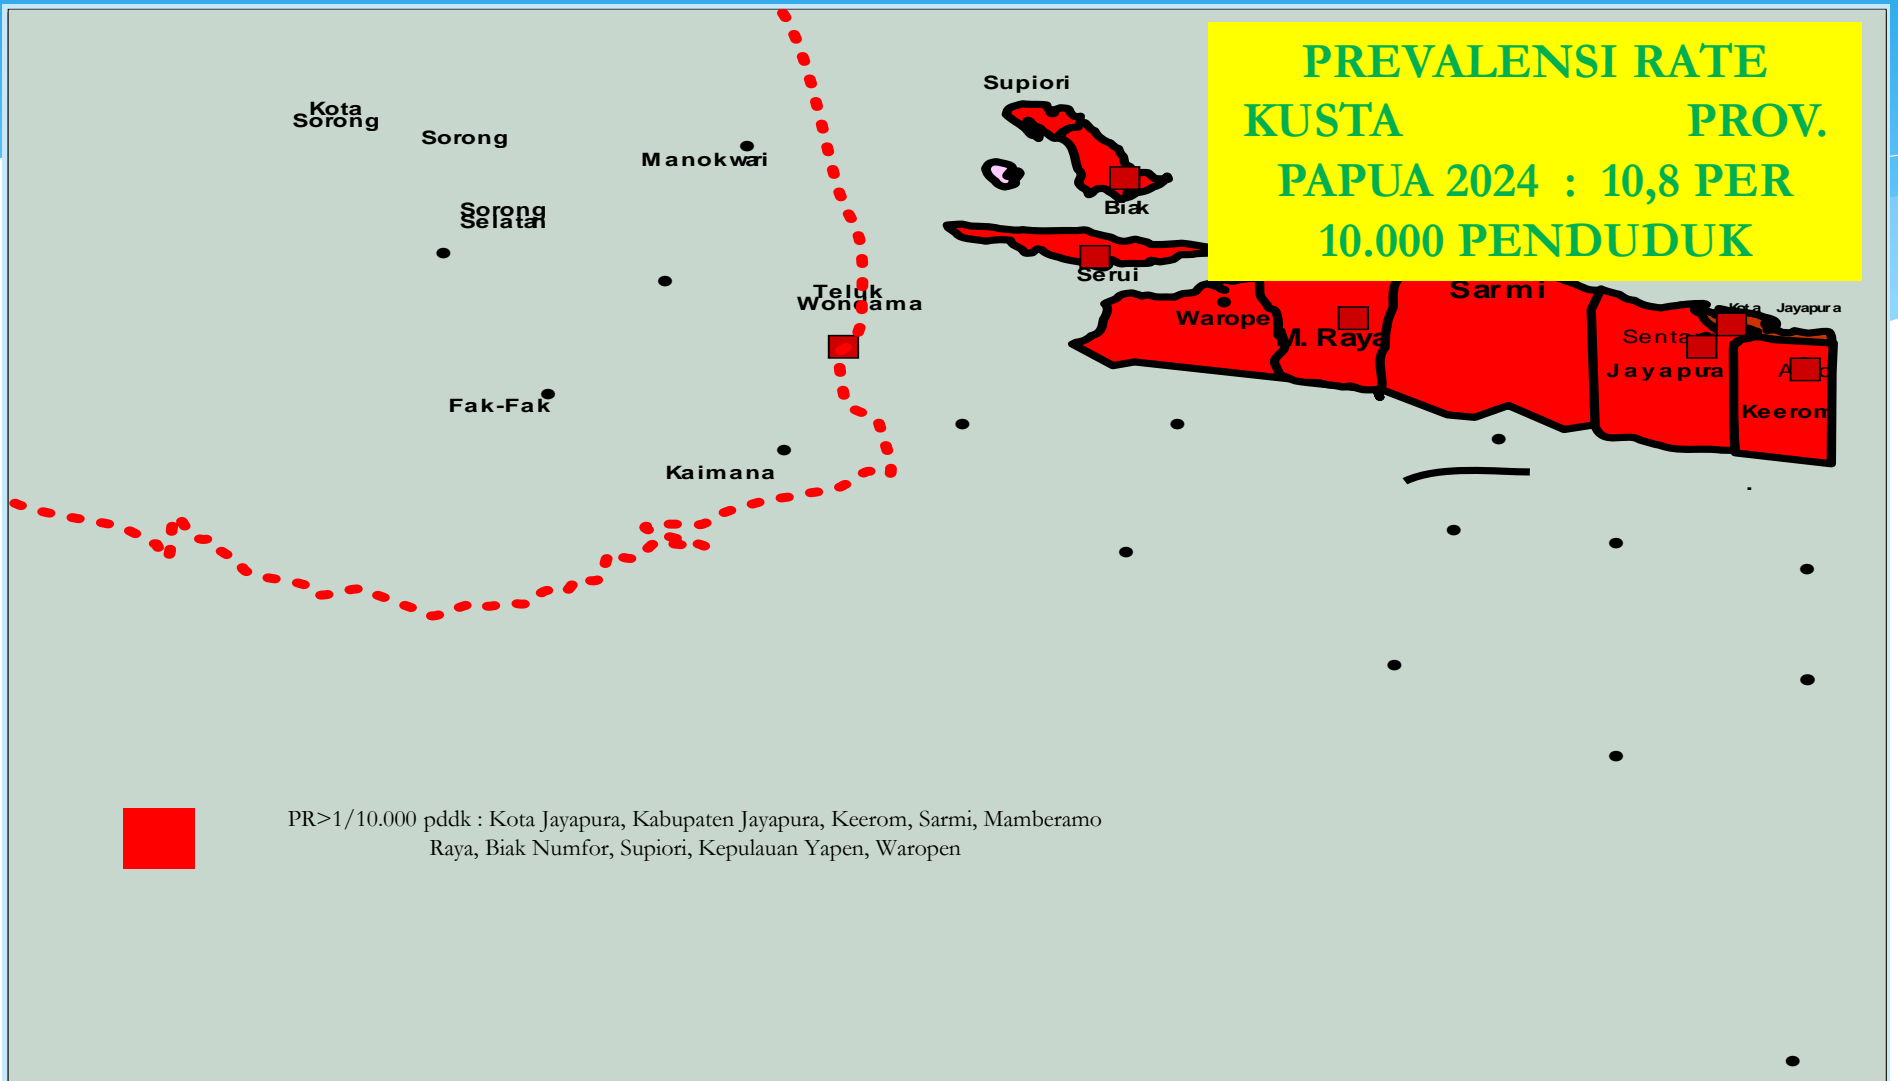 PREVALENSI RATE
KUSTA PROV.
PAPUA 2024 : 10,8 PER
10.000 PENDUDUK
Supiori
Kota
Sorong
Sorong
Manokwari
Biak
Sorong
Selatan
Serui
Teluk
Wondama
Sarmi
Kota Jayapura
Warope
M. Raya
Senta
Jayapura
Keerom
Fak-Fak
Kaimana
PR>1/10.000 pddk : Kota Jayapura, Kabupaten Jayapura, Keerom, Sarmi, Mamberamo
Raya, Biak Numfor, Supiori, Kepulauan Yapen, Waropen